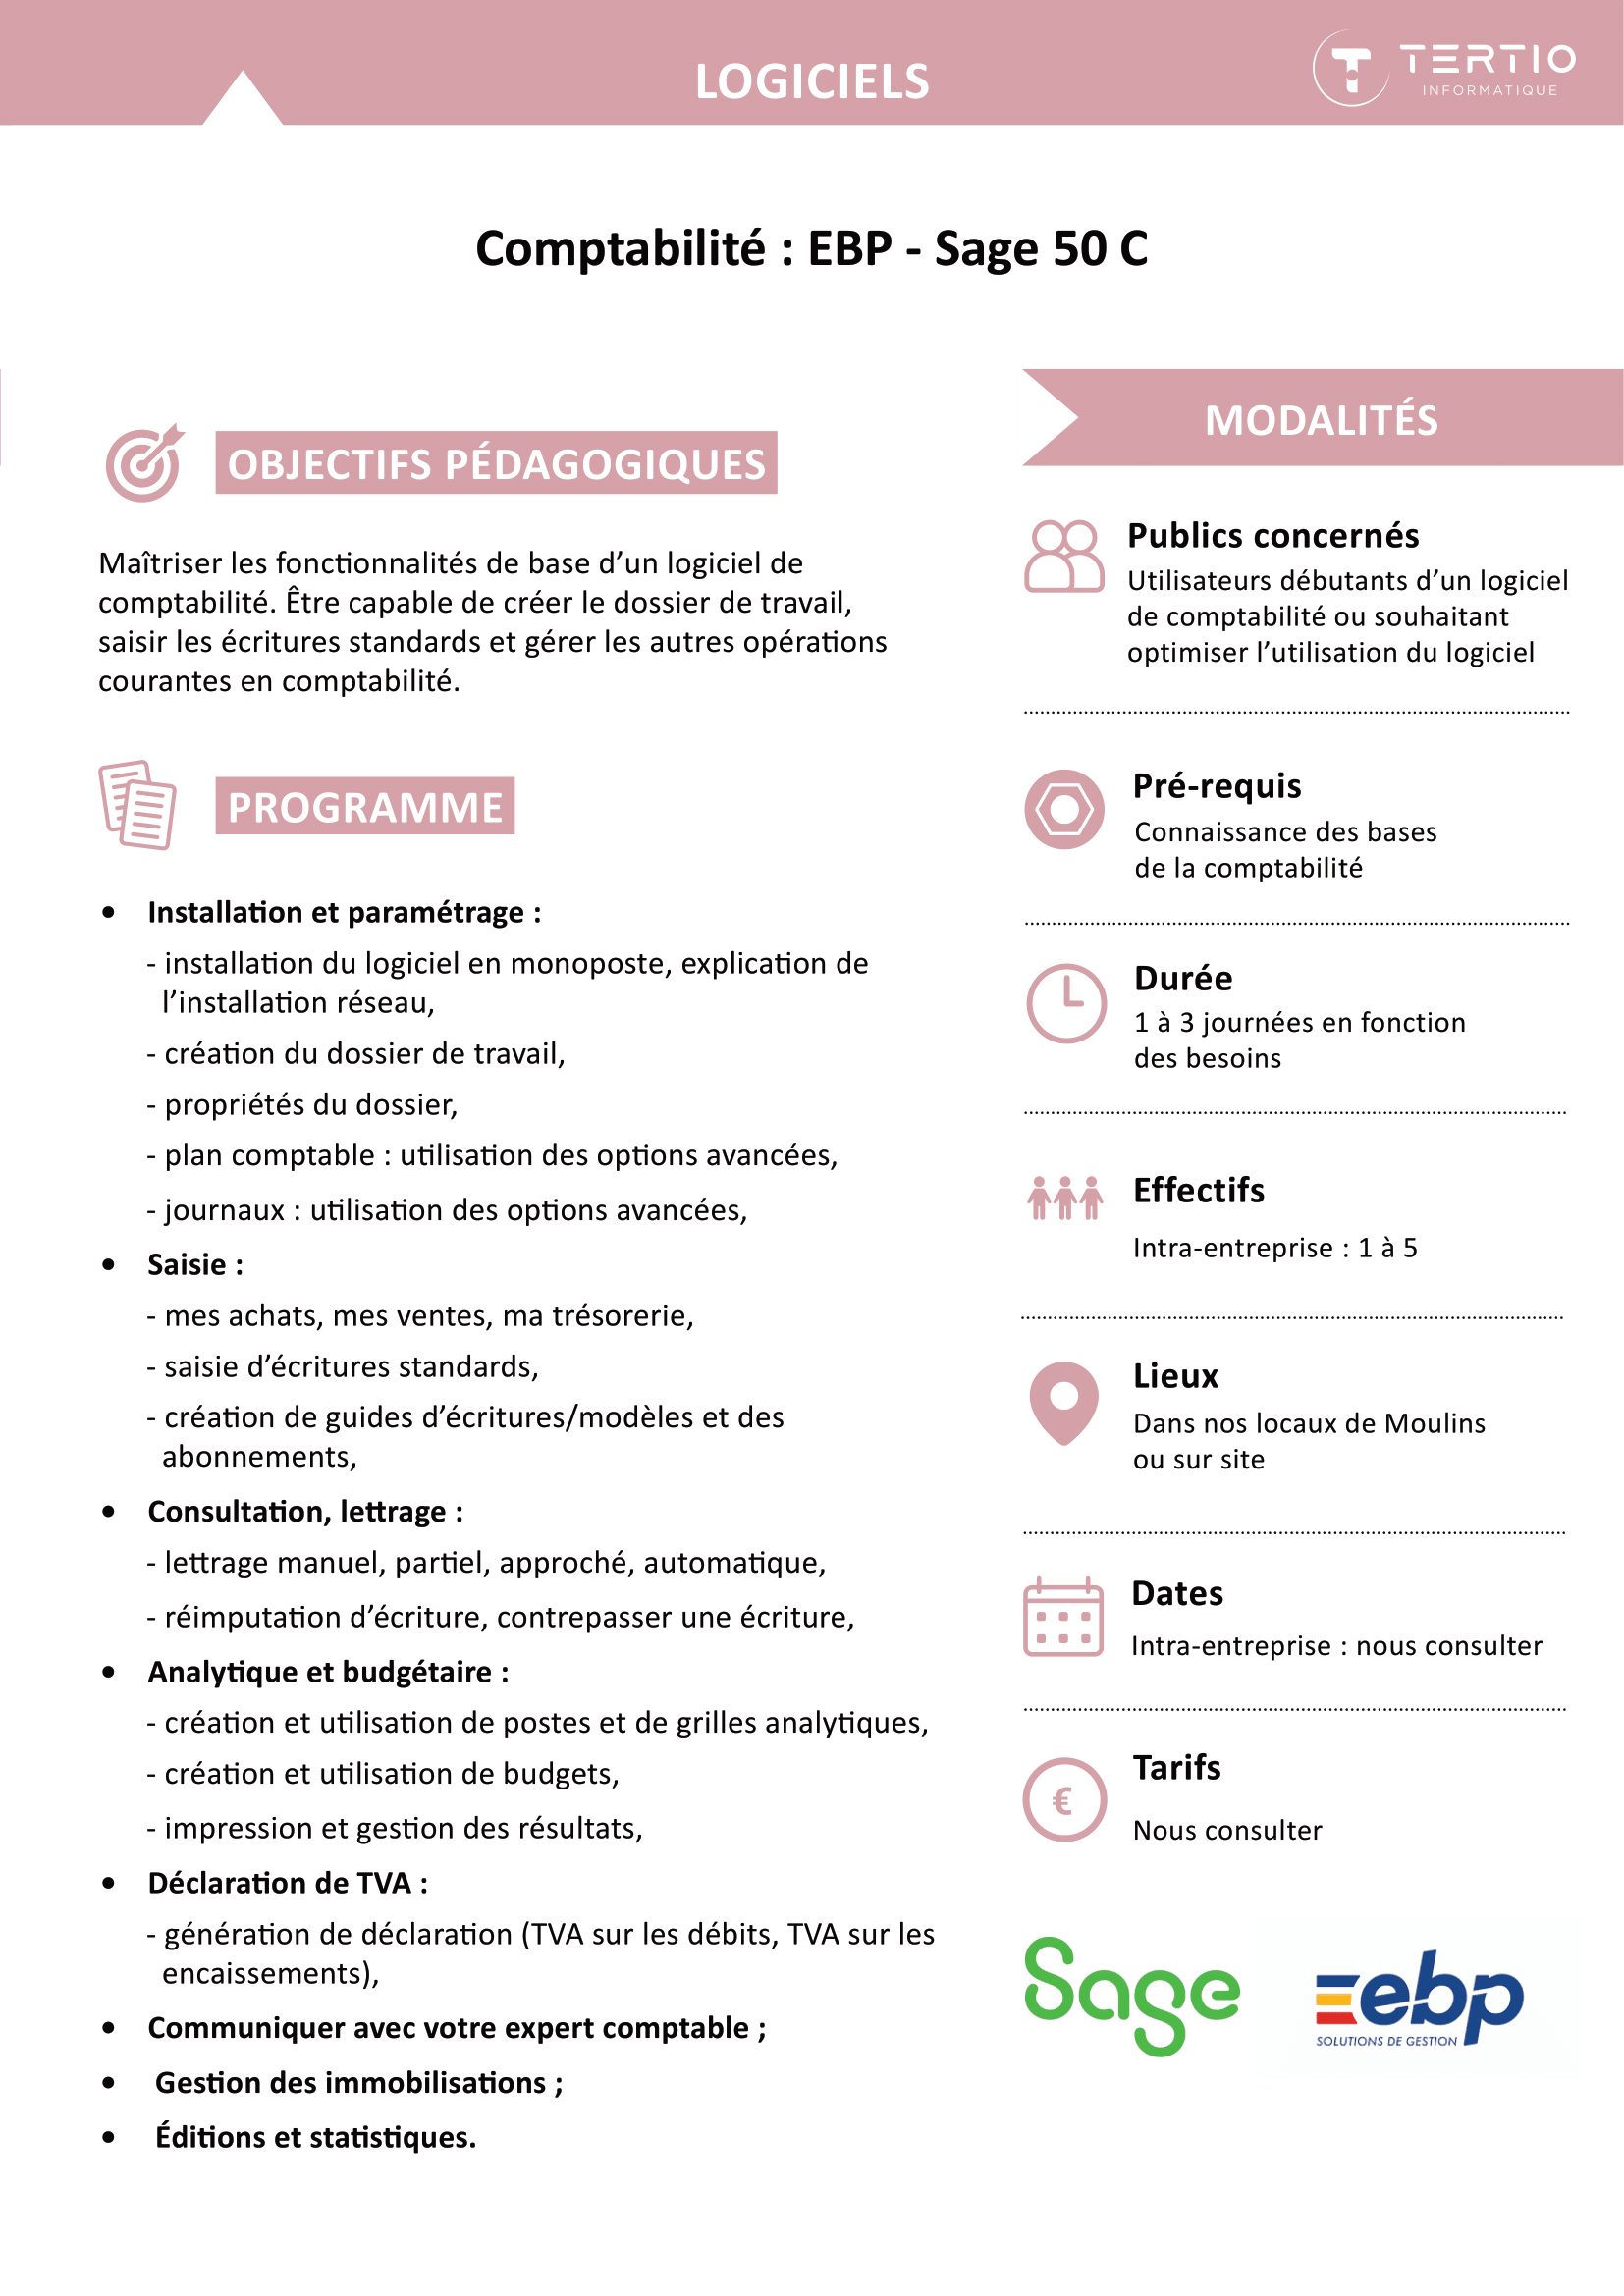 LOGICIELS
TERTIO
INFORMATIQUE
Comptabilité : EBP - Sage 50 C
OBJECTIFS PÉDAGOGIQUES
Maîtriser les fonctionnalités de base d’un logiciel de
comptabilité. Être capable de créer le dossier de travail,
saisir les écritures standards et gérer les autres opérations
courantes en comptabilité.
PROGRAMME
• Installation et paramétrage :
- installation du logiciel en monoposte, explication de
l’installation réseau,
- création du dossier de travail,
- propriétés du dossier,
- plan comptable : utilisation des options avancées,
- journaux : utilisation des options avancées,
• Saisie :
- mes achats, mes ventes, ma trésorerie,
- saisie d’écritures standards,
- création de guides d’écritures/modèles et des
abonnements,
• Consultation, lettrage :
- lettrage manuel, partiel, approché, automatique,
- réimputation d’écriture, contrepasser une écriture,
• Analytique et budgétaire :
- création et utilisation de postes et de grilles analytiques,
- création et utilisation de budgets,
- impression et gestion des résultats,
• Déclaration de TVA :
- génération de déclaration (TVA sur les débits, TVA sur les
encaissements),
• Communiquer avec votre expert comptable ;
• Gestion des immobilisations ;
• Éditions et statistiques.
MODALITÉS
Publics concernés
Utilisateurs débutants d’un logiciel
de comptabilité ou souhaitant
optimiser l’utilisation du logiciel
Pré-requis
Connaissance des bases
de la comptabilité
Durée
1 à 3 journées en fonction
des besoins
Effectifs
Intra-entreprise : 1 à 5
Lieux
Dans nos locaux de Moulins
ou sur site
Dates
Intra-entreprise : nous consulter
Tarifs
€
Nous consulter
Sage
ebp
SOLUTIONS DE GESTION